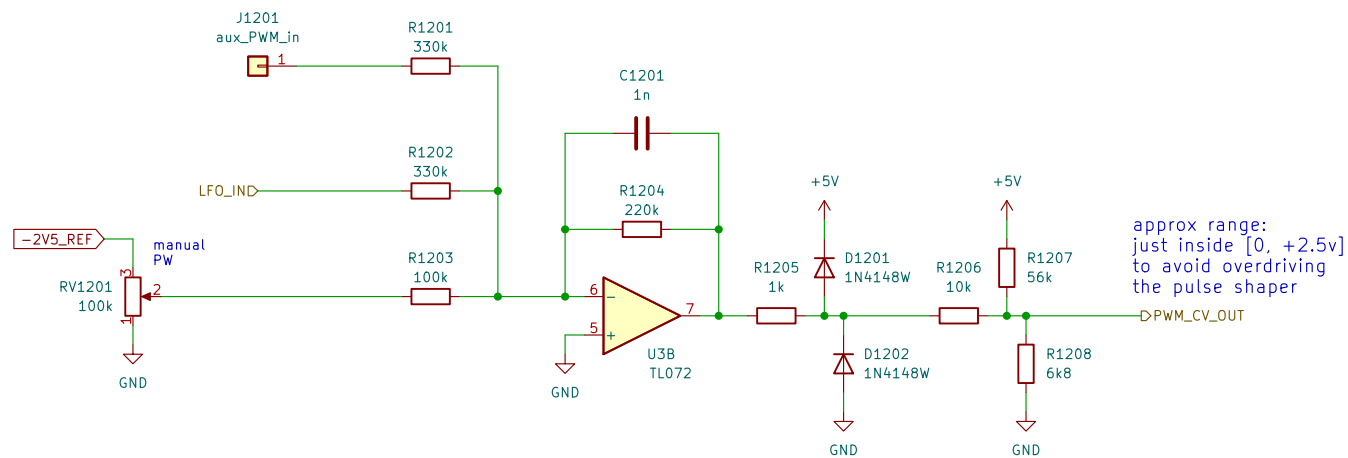 J1201
aux_PWM_in
1
R1201
330k
C1201
1n
R1202
330k
LFO_IN
R1204
220k
+5V
+5V
-2V5_REF
manual
PW
approx range:
just inside [0, +2.5v]
to avoid overdriving
the pulse shaper
R1203
100k
RV1201
100k
3
2
1
GND
6
-
5
+
7
U3B
TL072
GND
R1205
1k
D1201
1N4148W
R1206
10k
R1207
56k
PWM_CV_OUT
D1202
1N4148W
R1208
6k8
GND
GND